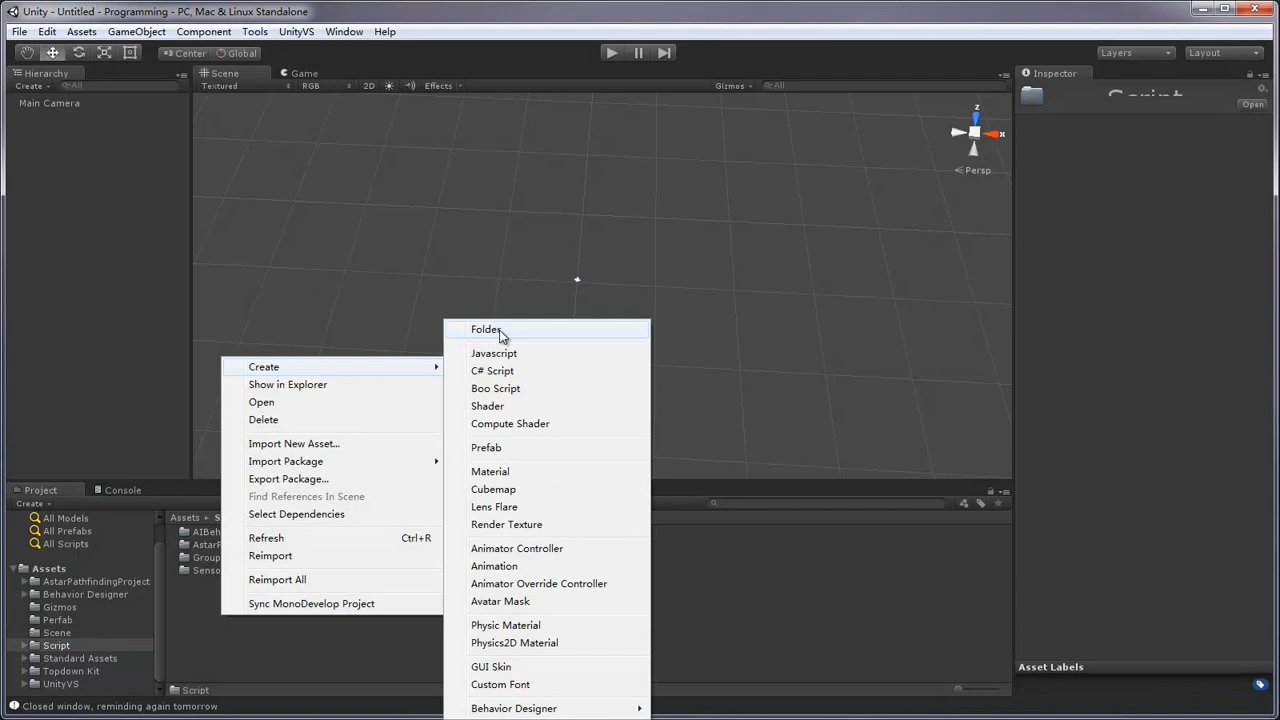 Unity - Untitled - Programming - PC, Mac & Linux Standalone
File Edit Assets GameObject Component Tools UnityVS Window Help
Center Global Layers Layout
Hierarchy Scene Game Inspector
Create All Textured RGB 2D Effects Gizmos All
Script
Open
Main Camera
z
x
Persp
Folder
Javascript
C# Script
Boo Script
Shader
Compute Shader
Prefab
Material
Cubemap
Lens Flare
Render Texture
Animator Controller
Animation
Animator Override Controller
Avatar Mask
Physic Material
Physics2D Material
GUI Skin
Custom Font
Behavior Designer
Create
Show in Explorer
Open
Delete
Import New Asset...
Import Package
Export Package...
Find References In Scene
Select Dependencies
Refresh Ctrl+R
Reimport
Reimport All
Sync MonoDevelop Project
Project Console
Create
All Models
All Prefabs
All Scripts
Assets
AstarPathfindingProject
Behavior Designer
Gizmos
Perfab
Scene
Script
Standard Assets
Topdown Kit
UnityVS
Assets
Script
Asset Labels
Closed window, reminding again tomorrow